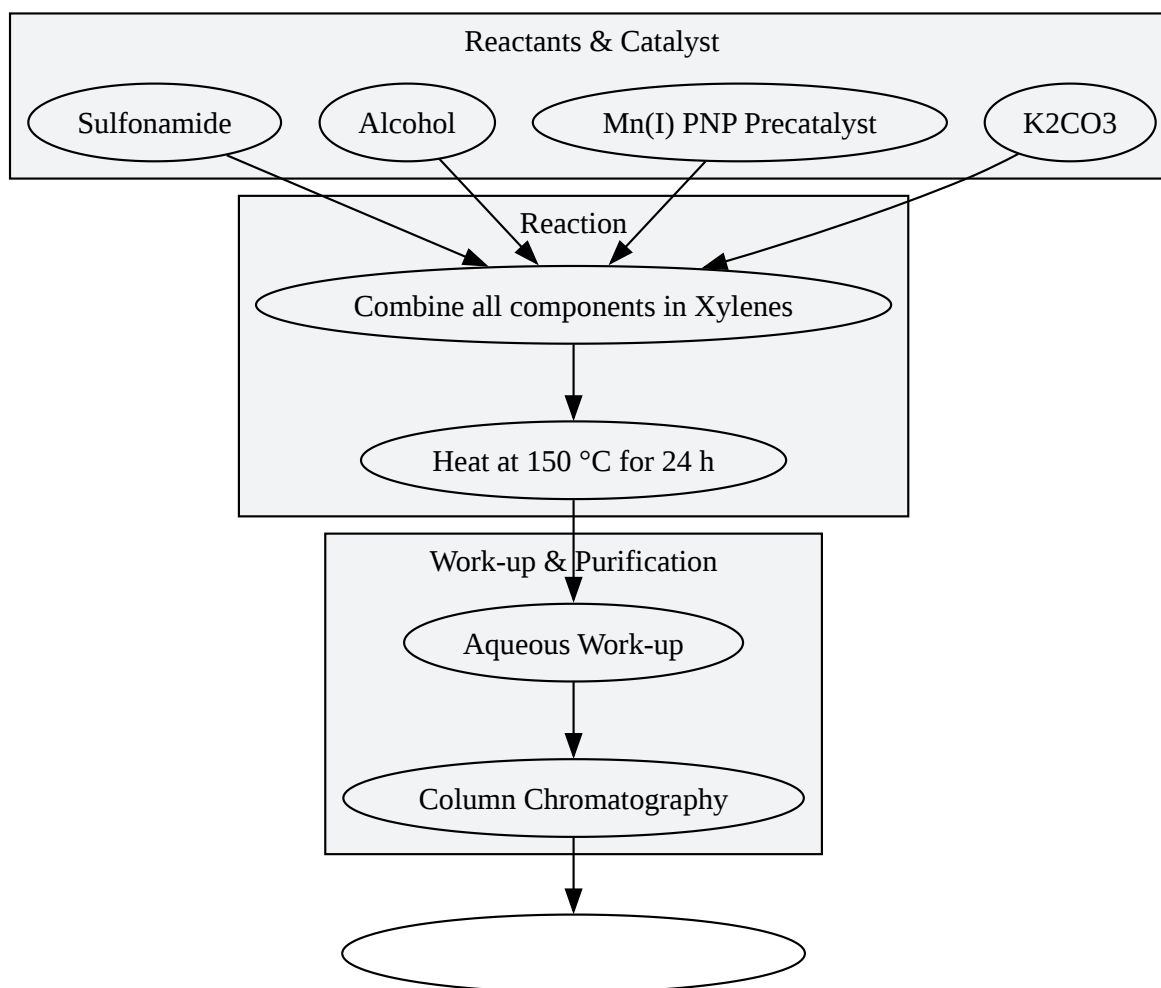 Reactants & Catalyst
Sulfonamide
Alcohol
Mn(I) PNP Precatalyst
K2CO3
Reaction
Combine all components in Xylenes
Heat at 150 °C for 24 h
Work-up & Purification
Aqueous Work-up
Column Chromatography